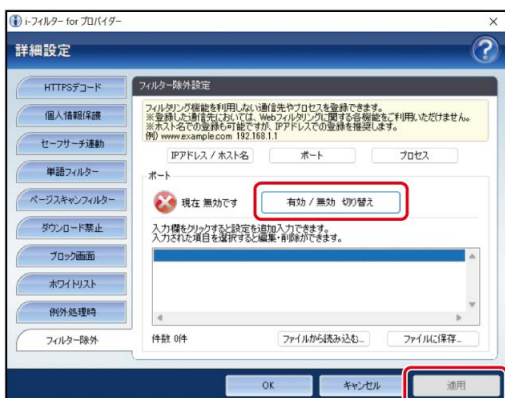 i-フィルター for プロバイダー
詳細設定
HTTPSデコード
個人情報保護
セーフサーチ連動
単語フィルター
ページスキャンフィルター
ダウンロード禁止
ブロック画面
ホワイトリスト
例外処理時
フィルター除外
フィルター除外設定
フィルタリング機能を利用しない通信先やプロセスを登録できます。
※登録した通信先においては、Webフィルタリングに関する各機能をご利用いただけません。
※ホスト名での登録も可能ですが、IPアドレスでの登録を推奨します。
例) www.example.com 192.168.1.1
IPアドレス / ホスト名
ポート
プロセス
ポート
現在 無効です
有効 / 無効 切り替え
入力欄をクリックすると設定を追加入力できます。
入力された項目を選択すると編集・削除ができます。
件数 0件
ファイルから読み込む...
ファイルに保存...
OK
キャンセル
適用